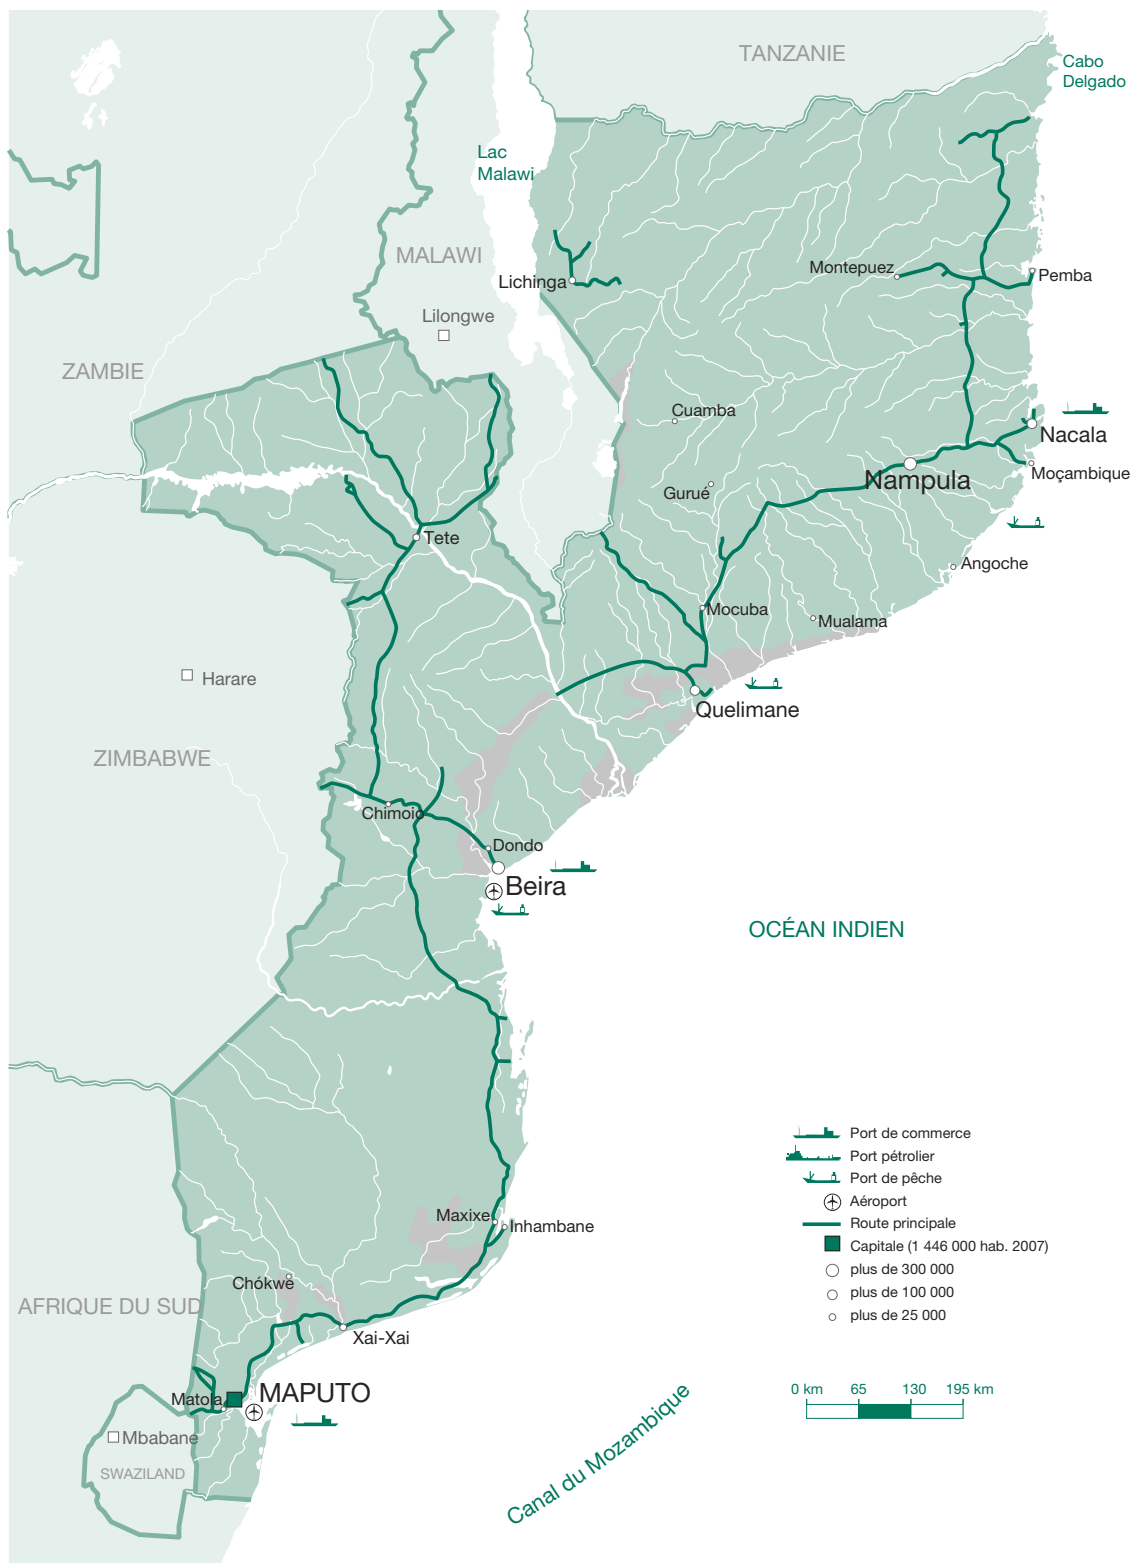 TANZANIE
Cabo
Delgado
Lac
Malawi
MALAWI
Montepuez
Pemba
Lichinga
Lilongwe
ZAMBIE
Cuamba
Nacala
Moçambique
Nampula
Gurué
Tete
Angoche
Mocuba
Mualama
Harare
Quelimane
ZIMBABWE
Chimoio
Dondo
Beira
OCÉAN INDIEN
Port de commerce
Port pétrolier
Port de pêche
Aéroport
Route principale
Capitale (1 446 000 hab. 2007)
plus de 300 000
plus de 100 000
plus de 25 000
Maxixe
Inhambane
Chókwè
AFRIQUE DU SUD
Xai-Xai
MAPUTO
Matola
0 km 65 130 195 km
Mbabane
SWAZILAND
Canal du Mozambique